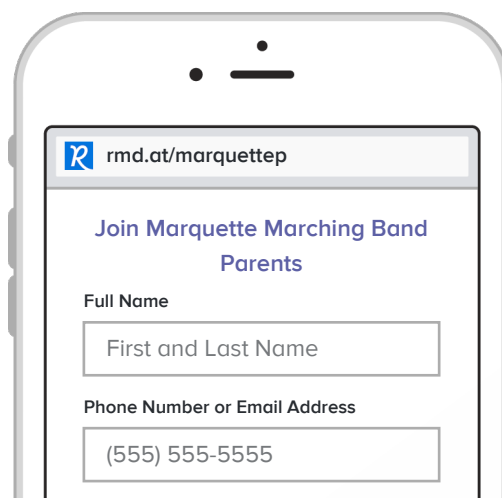 rmd.at/marquettep
Join Marquette Marching Band
Parents
Full Name
First and Last Name
Phone Number or Email Address
(555) 555-5555